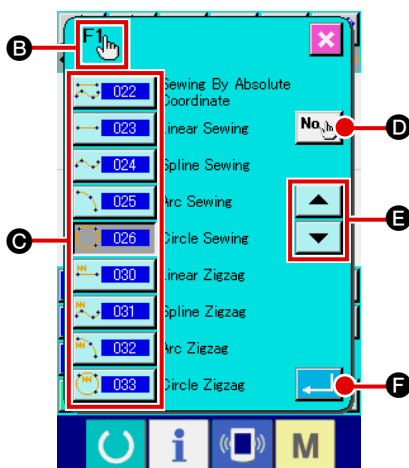 B
F1
022 Sewing By Absolute
Coordinate
023 Linear Sewing
No.
D
024 Spline Sewing
025 Arc Sewing
E
C
026 Circle Sewing
030 Linear Zigzag
031 Spline Zigzag
032 Arc Zigzag
033 Circle Zigzag
F
i
M